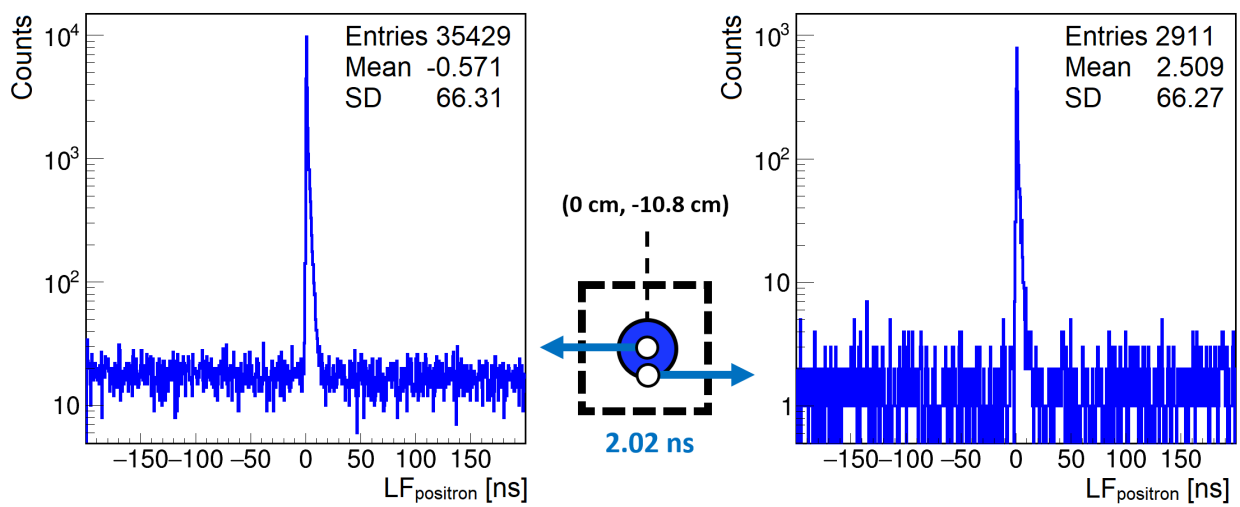 Counts
10⁴
10³
10²
10
Entries 35429
Mean -0.571
SD 66.31
−150 −100 −50 0 50 100 150
LFpositron [ns]
(0 cm, -10.8 cm)
2.02 ns
Counts
10³
10²
10
1
Entries 2911
Mean 2.509
SD 66.27
−150 −100 −50 0 50 100 150
LFpositron [ns]